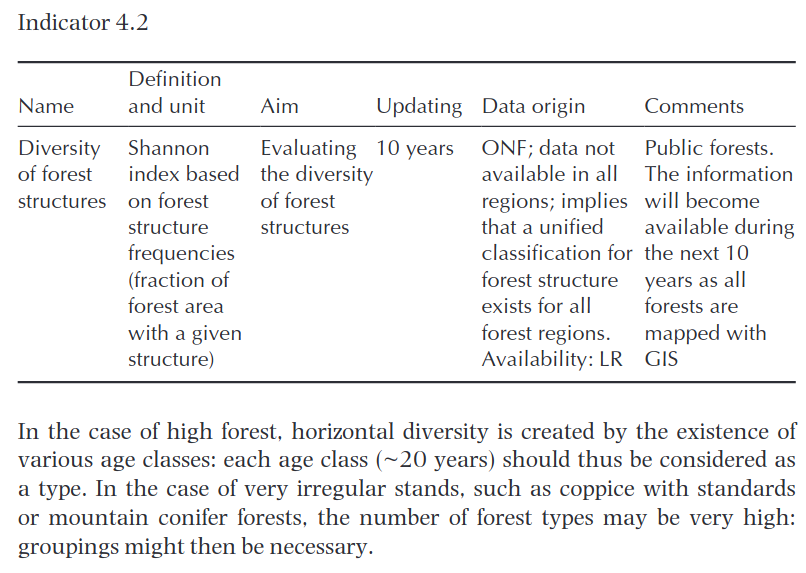 Indicator 4.2
Definition
Name and unit Aim Updating Data origin Comments
Diversity Shannon Evaluating 10 years ONF; data not Public forests.
of forest index based the diversity available in all The information
structures on forest of forest regions; implies will become
structure structures that a unified available during
frequencies classification for the next 10
(fraction of forest structure years as all
forest area exists for all forests are
with a given forest regions. mapped with
structure) Availability: LR GIS
In the case of high forest, horizontal diversity is created by the existence of
various age classes: each age class (~20 years) should thus be considered as
a type. In the case of very irregular stands, such as coppice with standards
or mountain conifer forests, the number of forest types may be very high:
groupings might then be necessary.